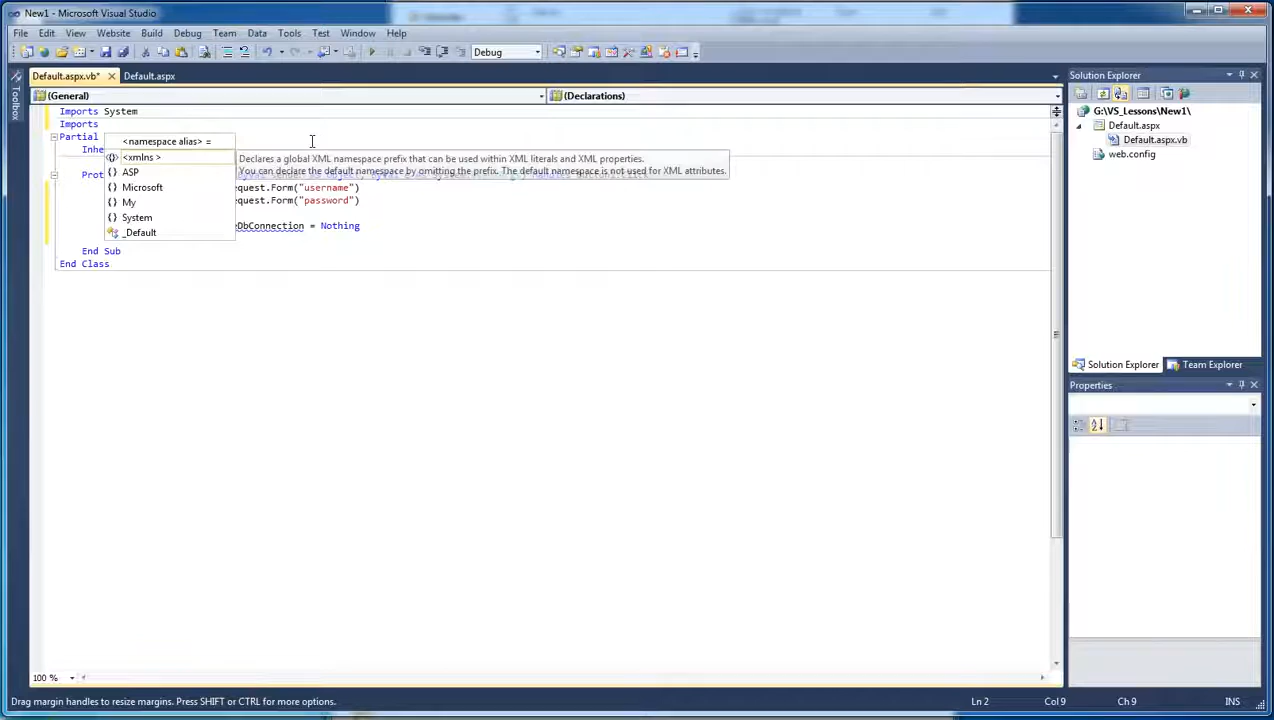 New1 - Microsoft Visual Studio
File Edit View Website Build Debug Team Data Tools Test Window Help
Debug
Default.aspx.vb* Default.aspx
(General) (Declarations)
Toolbox
Imports System
Imports
Partial
Inhe
Prot
<namespace alias> =
<xmlns >
ASP
Microsoft
My
System
_Default
Declares a global XML namespace prefix that can be used within XML literals and XML properties.
You can declare the default namespace by omitting the prefix. The default namespace is not used for XML attributes.
equest.Form("username")
equest.Form("password")
eDbConnection = Nothing
End Sub
End Class
100 %
Solution Explorer
G:\VS_Lessons\New1\
Default.aspx
Default.aspx.vb
web.config
Solution Explorer Team Explorer
Properties
Drag margin handles to resize margins. Press SHIFT or CTRL for more options.
Ln 2 Col 9 Ch 9 INS